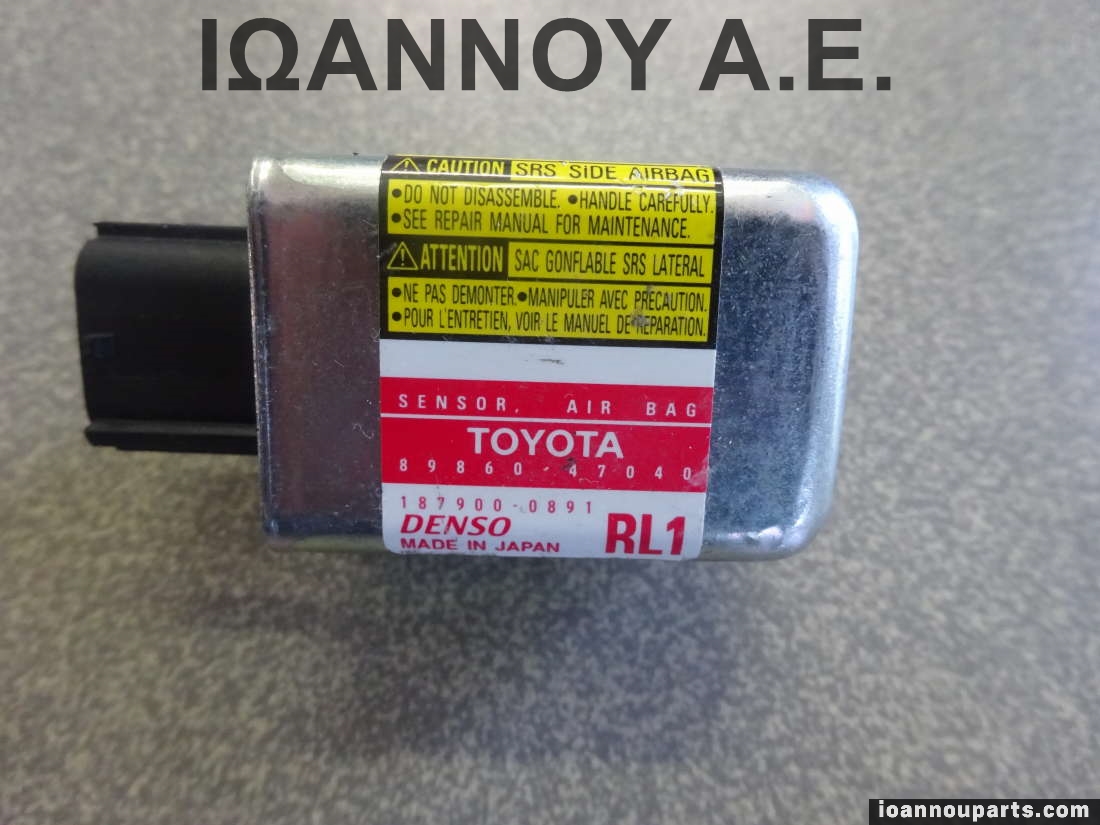 ΙΩΑΝΝΟΥ Α.Ε.
CAUTION SRS SIDE AIRBAG
•DO NOT DISASSEMBLE. •HANDLE CAREFULLY.
•SEE REPAIR MANUAL FOR MAINTENANCE.
ATTENTION SAC GONFLABLE SRS LATERAL
•NE PAS DEMONTER. •MANIPULER AVEC PRÉCAUTION.
•POUR L'ENTRETIEN, VOIR LE MANUEL DE RÉPARATION.
SENSOR, AIR BAG
TOYOTA
89860-47040
187900-0891
DENSO RL1
MADE IN JAPAN
ioannouparts.com